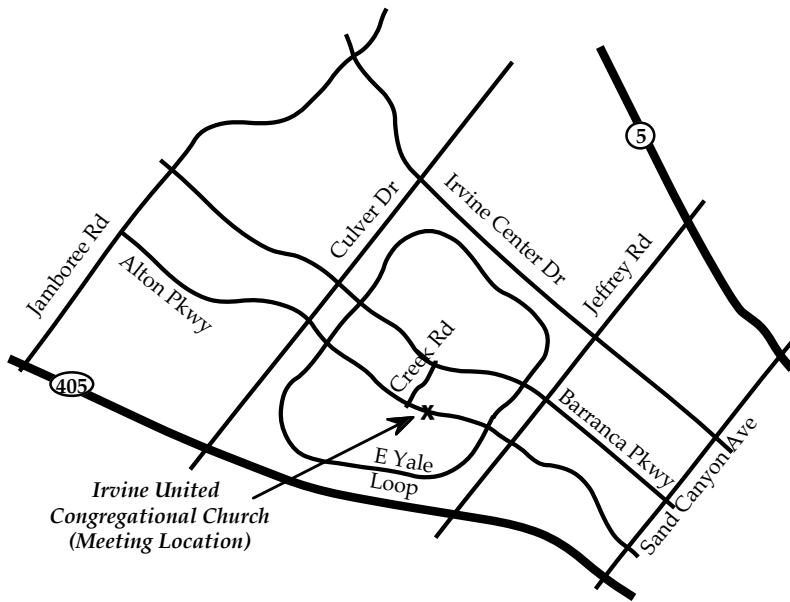 5
Irvine Center Dr
Culver Dr
Jeffrey Rd
Jamboree Rd
Alton Pkwy
Creek Rd
405
Barranca Pkwy
x
Sand Canyon Ave
E Yale
Loop
Irvine United
Congregational Church
(Meeting Location)